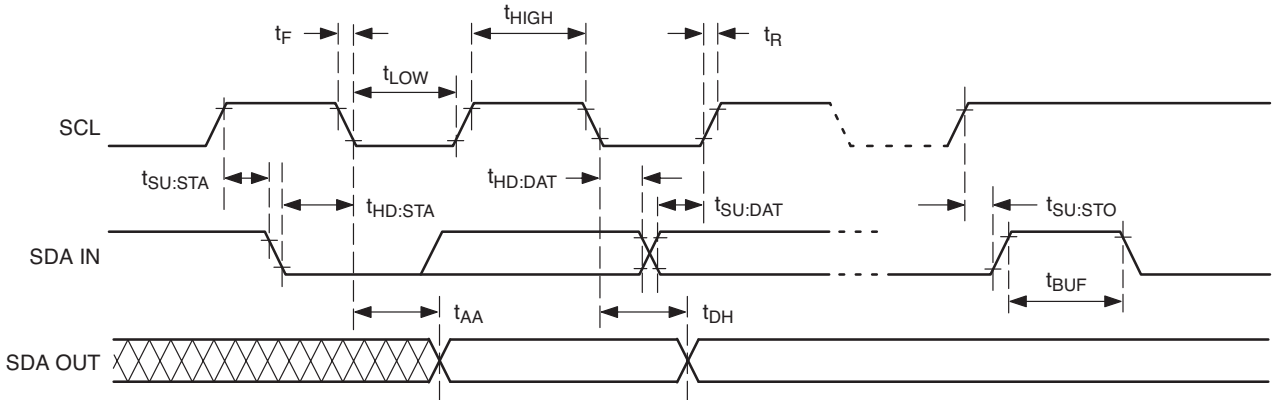 tHIGH
tF
tR
tLOW
SCL
tSU:STA
tHD:DAT
tHD:STA
tSU:DAT
tSU:STO
SDA IN
tBUF
tAA
tDH
SDA OUT